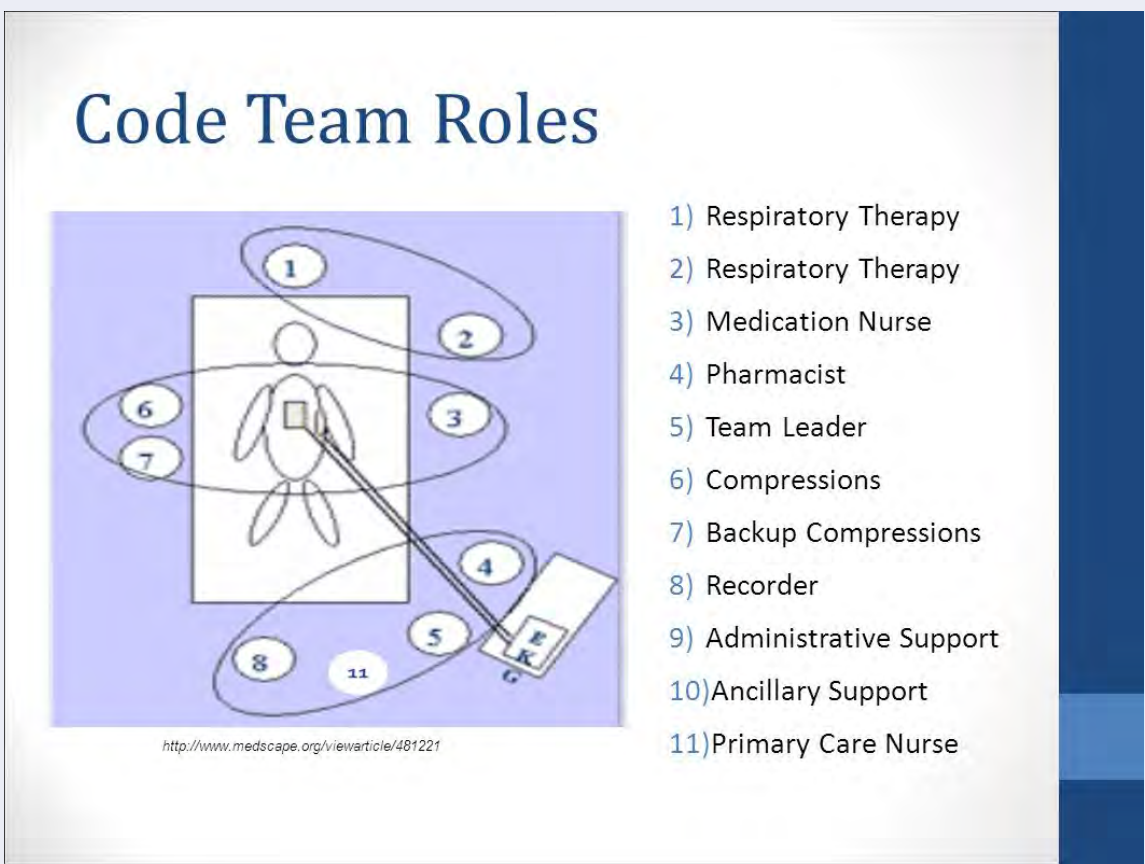 Code Team Roles
1
2
6
3
7
4
5
8
11
E
K
G
http://www.medscape.org/viewarticle/481221
1) Respiratory Therapy
2) Respiratory Therapy
3) Medication Nurse
4) Pharmacist
5) Team Leader
6) Compressions
7) Backup Compressions
8) Recorder
9) Administrative Support
10)Ancillary Support
11)Primary Care Nurse